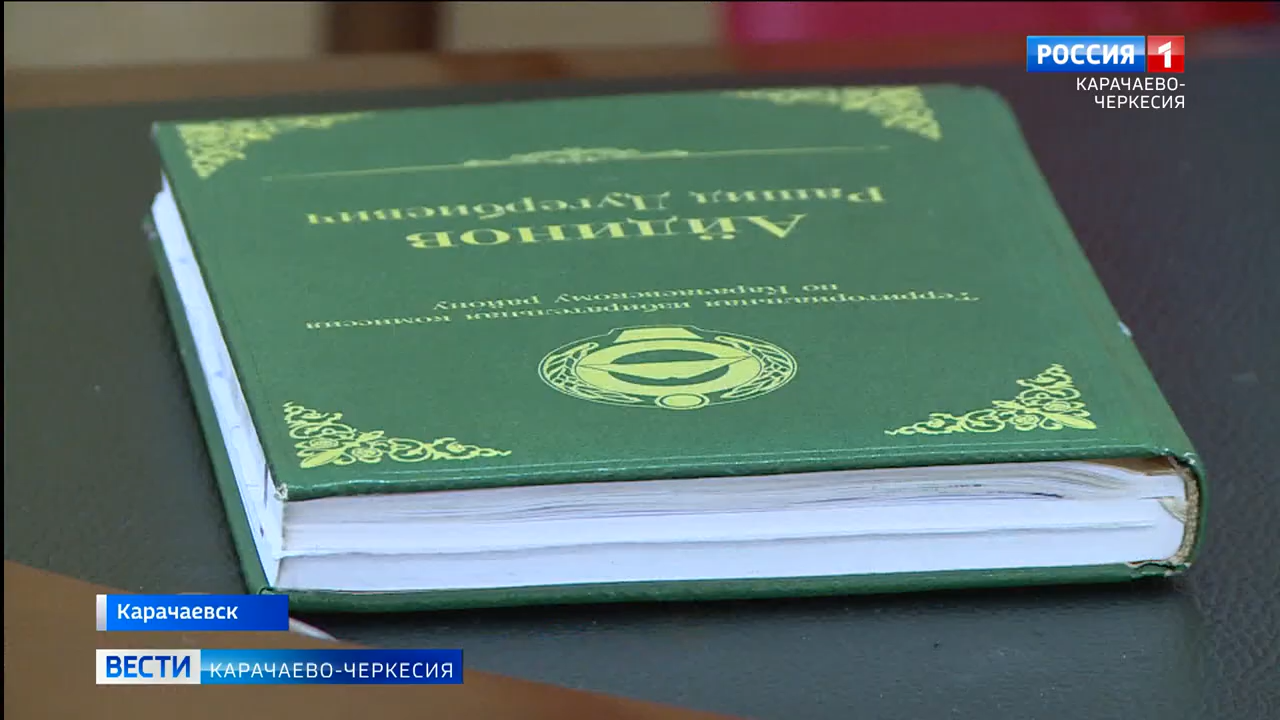 РОССИЯ 1
КАРАЧАЕВО-
ЧЕРКЕСИЯ
Территориальная избирательная комиссия
по Карачаевскому району
Айдинов
Рашид Дугербиевич
Карачаевск
ВЕСТИ КАРАЧАЕВО-ЧЕРКЕСИЯ